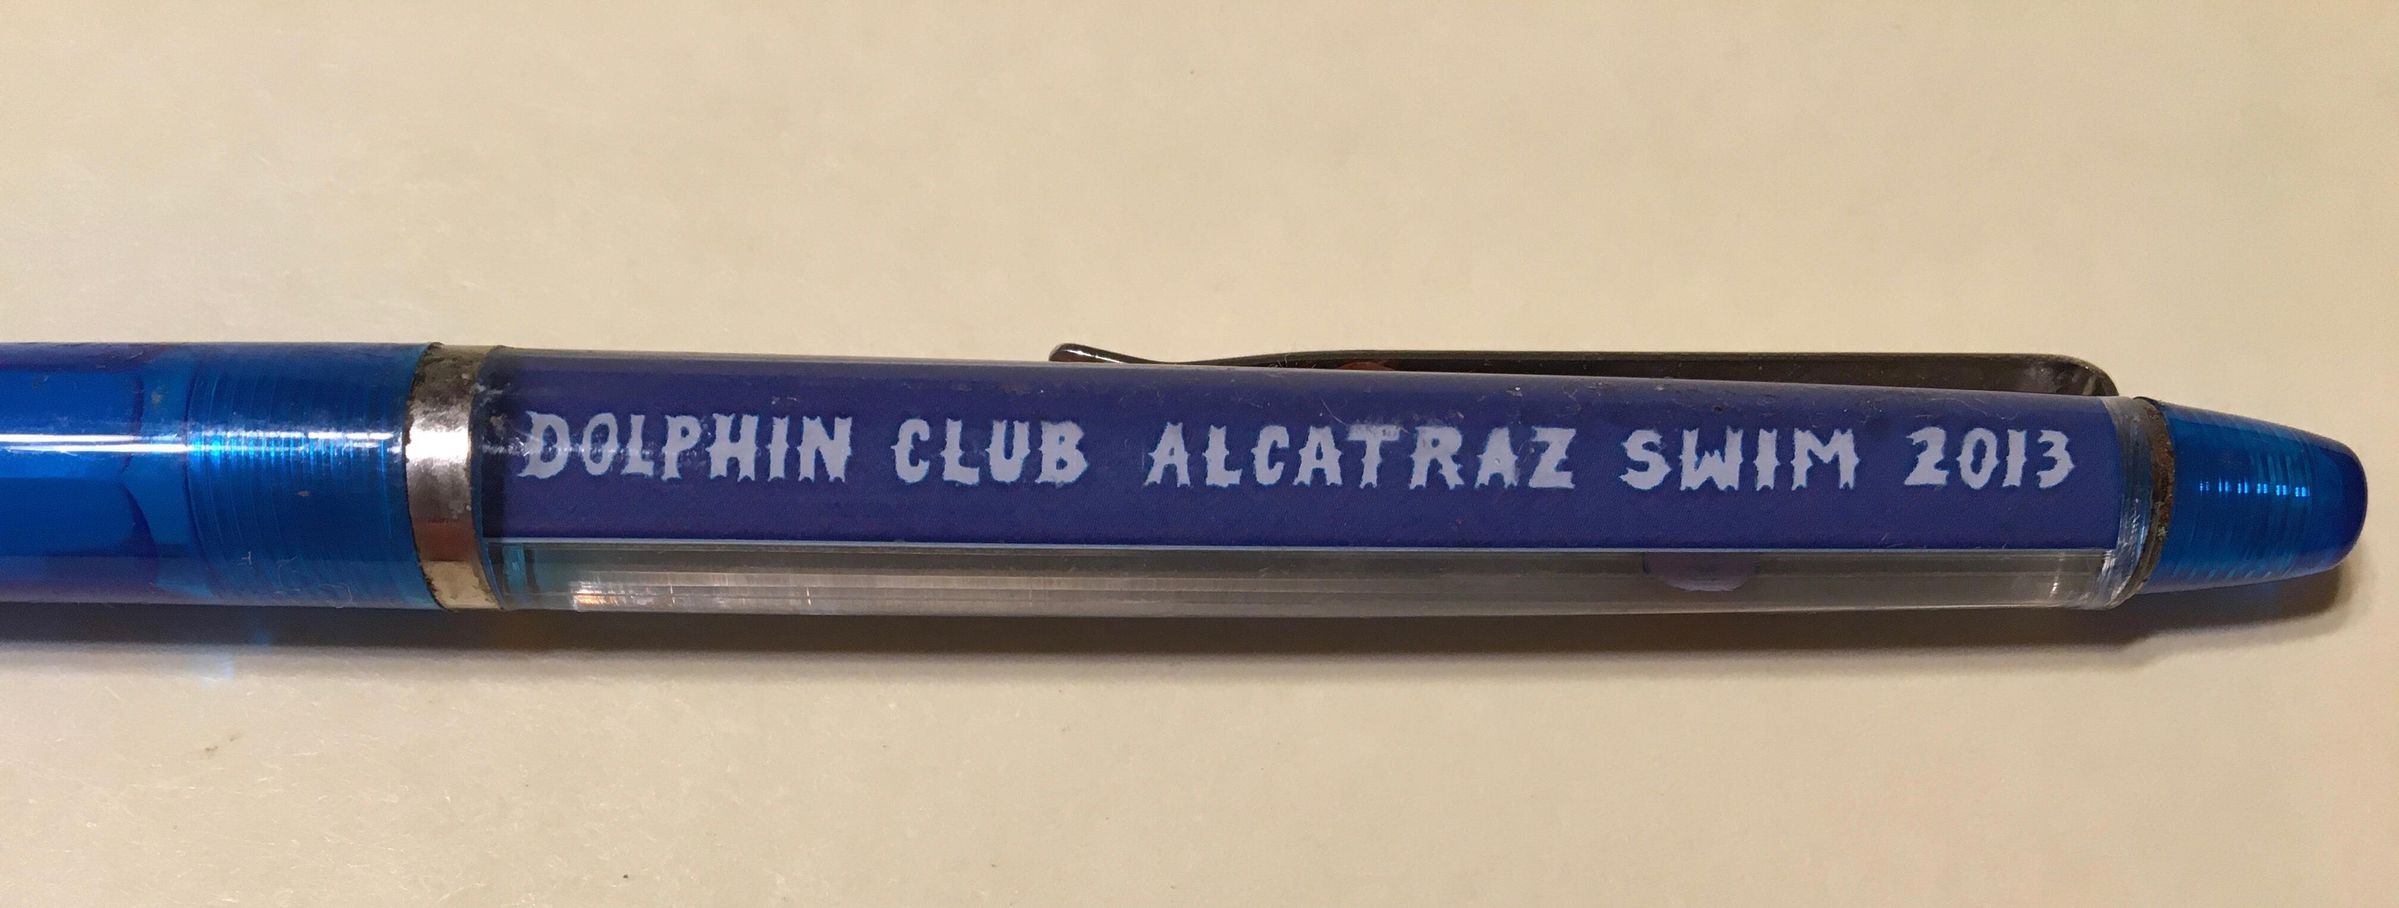 DOLPHIN CLUB ALCATRAZ SWIM 2013